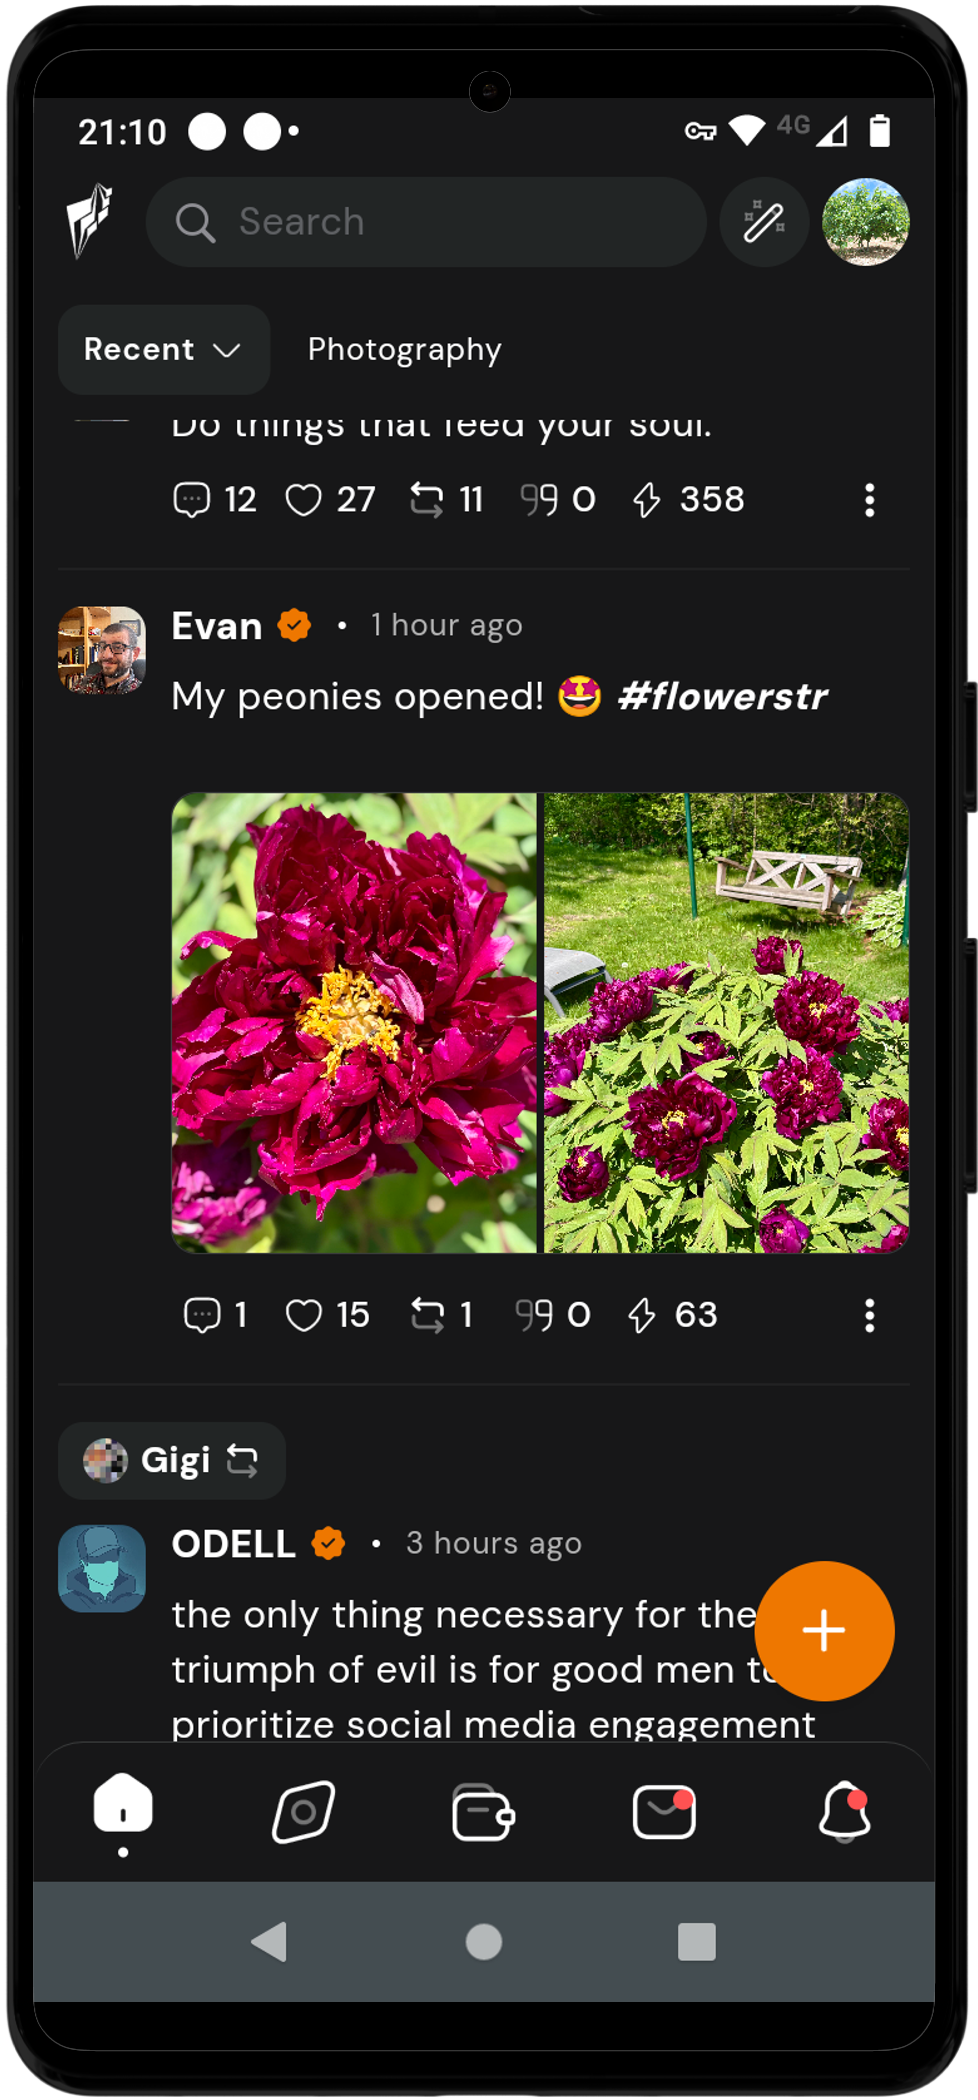 21:10
4G
Search
Recent
Photography
Do things that feed your soul.
12 27 11 0 358
Evan • 1 hour ago
My peonies opened! 🤩 #flowerstr
1 15 1 0 63
Gigi
ODELL • 3 hours ago
the only thing necessary for the
triumph of evil is for good men to
prioritize social media engagement